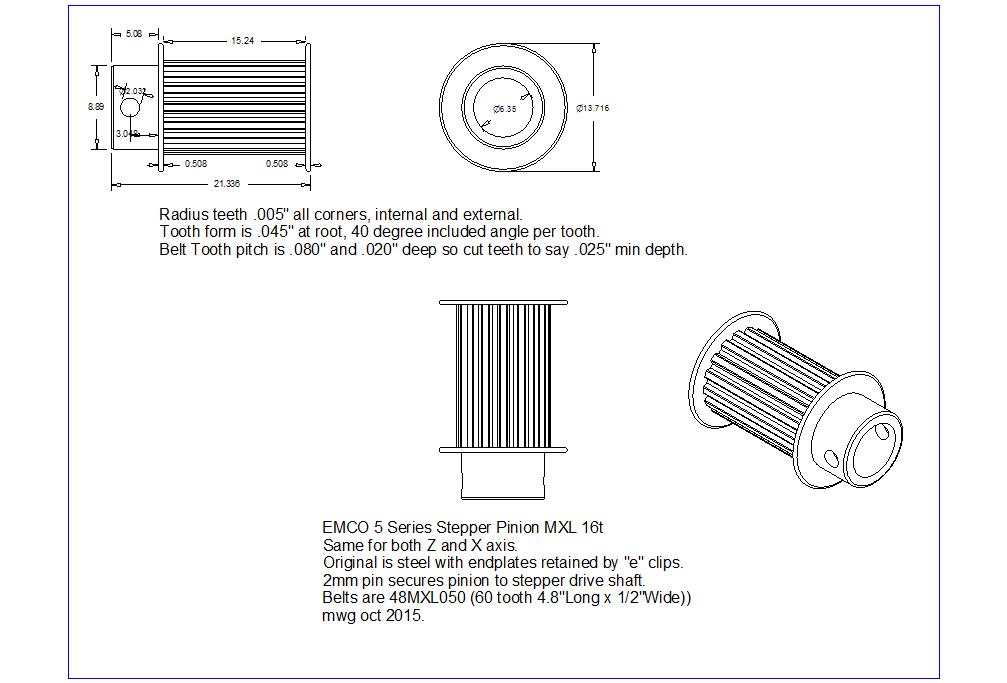 5.08
15.24
8.89
Ø2.032
3.048
0.508
0.508
21.336
Ø6.35
Ø13.716
Radius teeth .005" all corners, internal and external.
Tooth form is .045" at root, 40 degree included angle per tooth.
Belt Tooth pitch is .080" and .020" deep so cut teeth to say .025" min depth.
EMCO 5 Series Stepper Pinion MXL 16t
Same for both Z and X axis.
Original is steel with endplates retained by "e" clips.
2mm pin secures pinion to stepper drive shaft.
Belts are 48MXL050 (60 tooth 4.8"Long x 1/2"Wide))
mwg oct 2015.